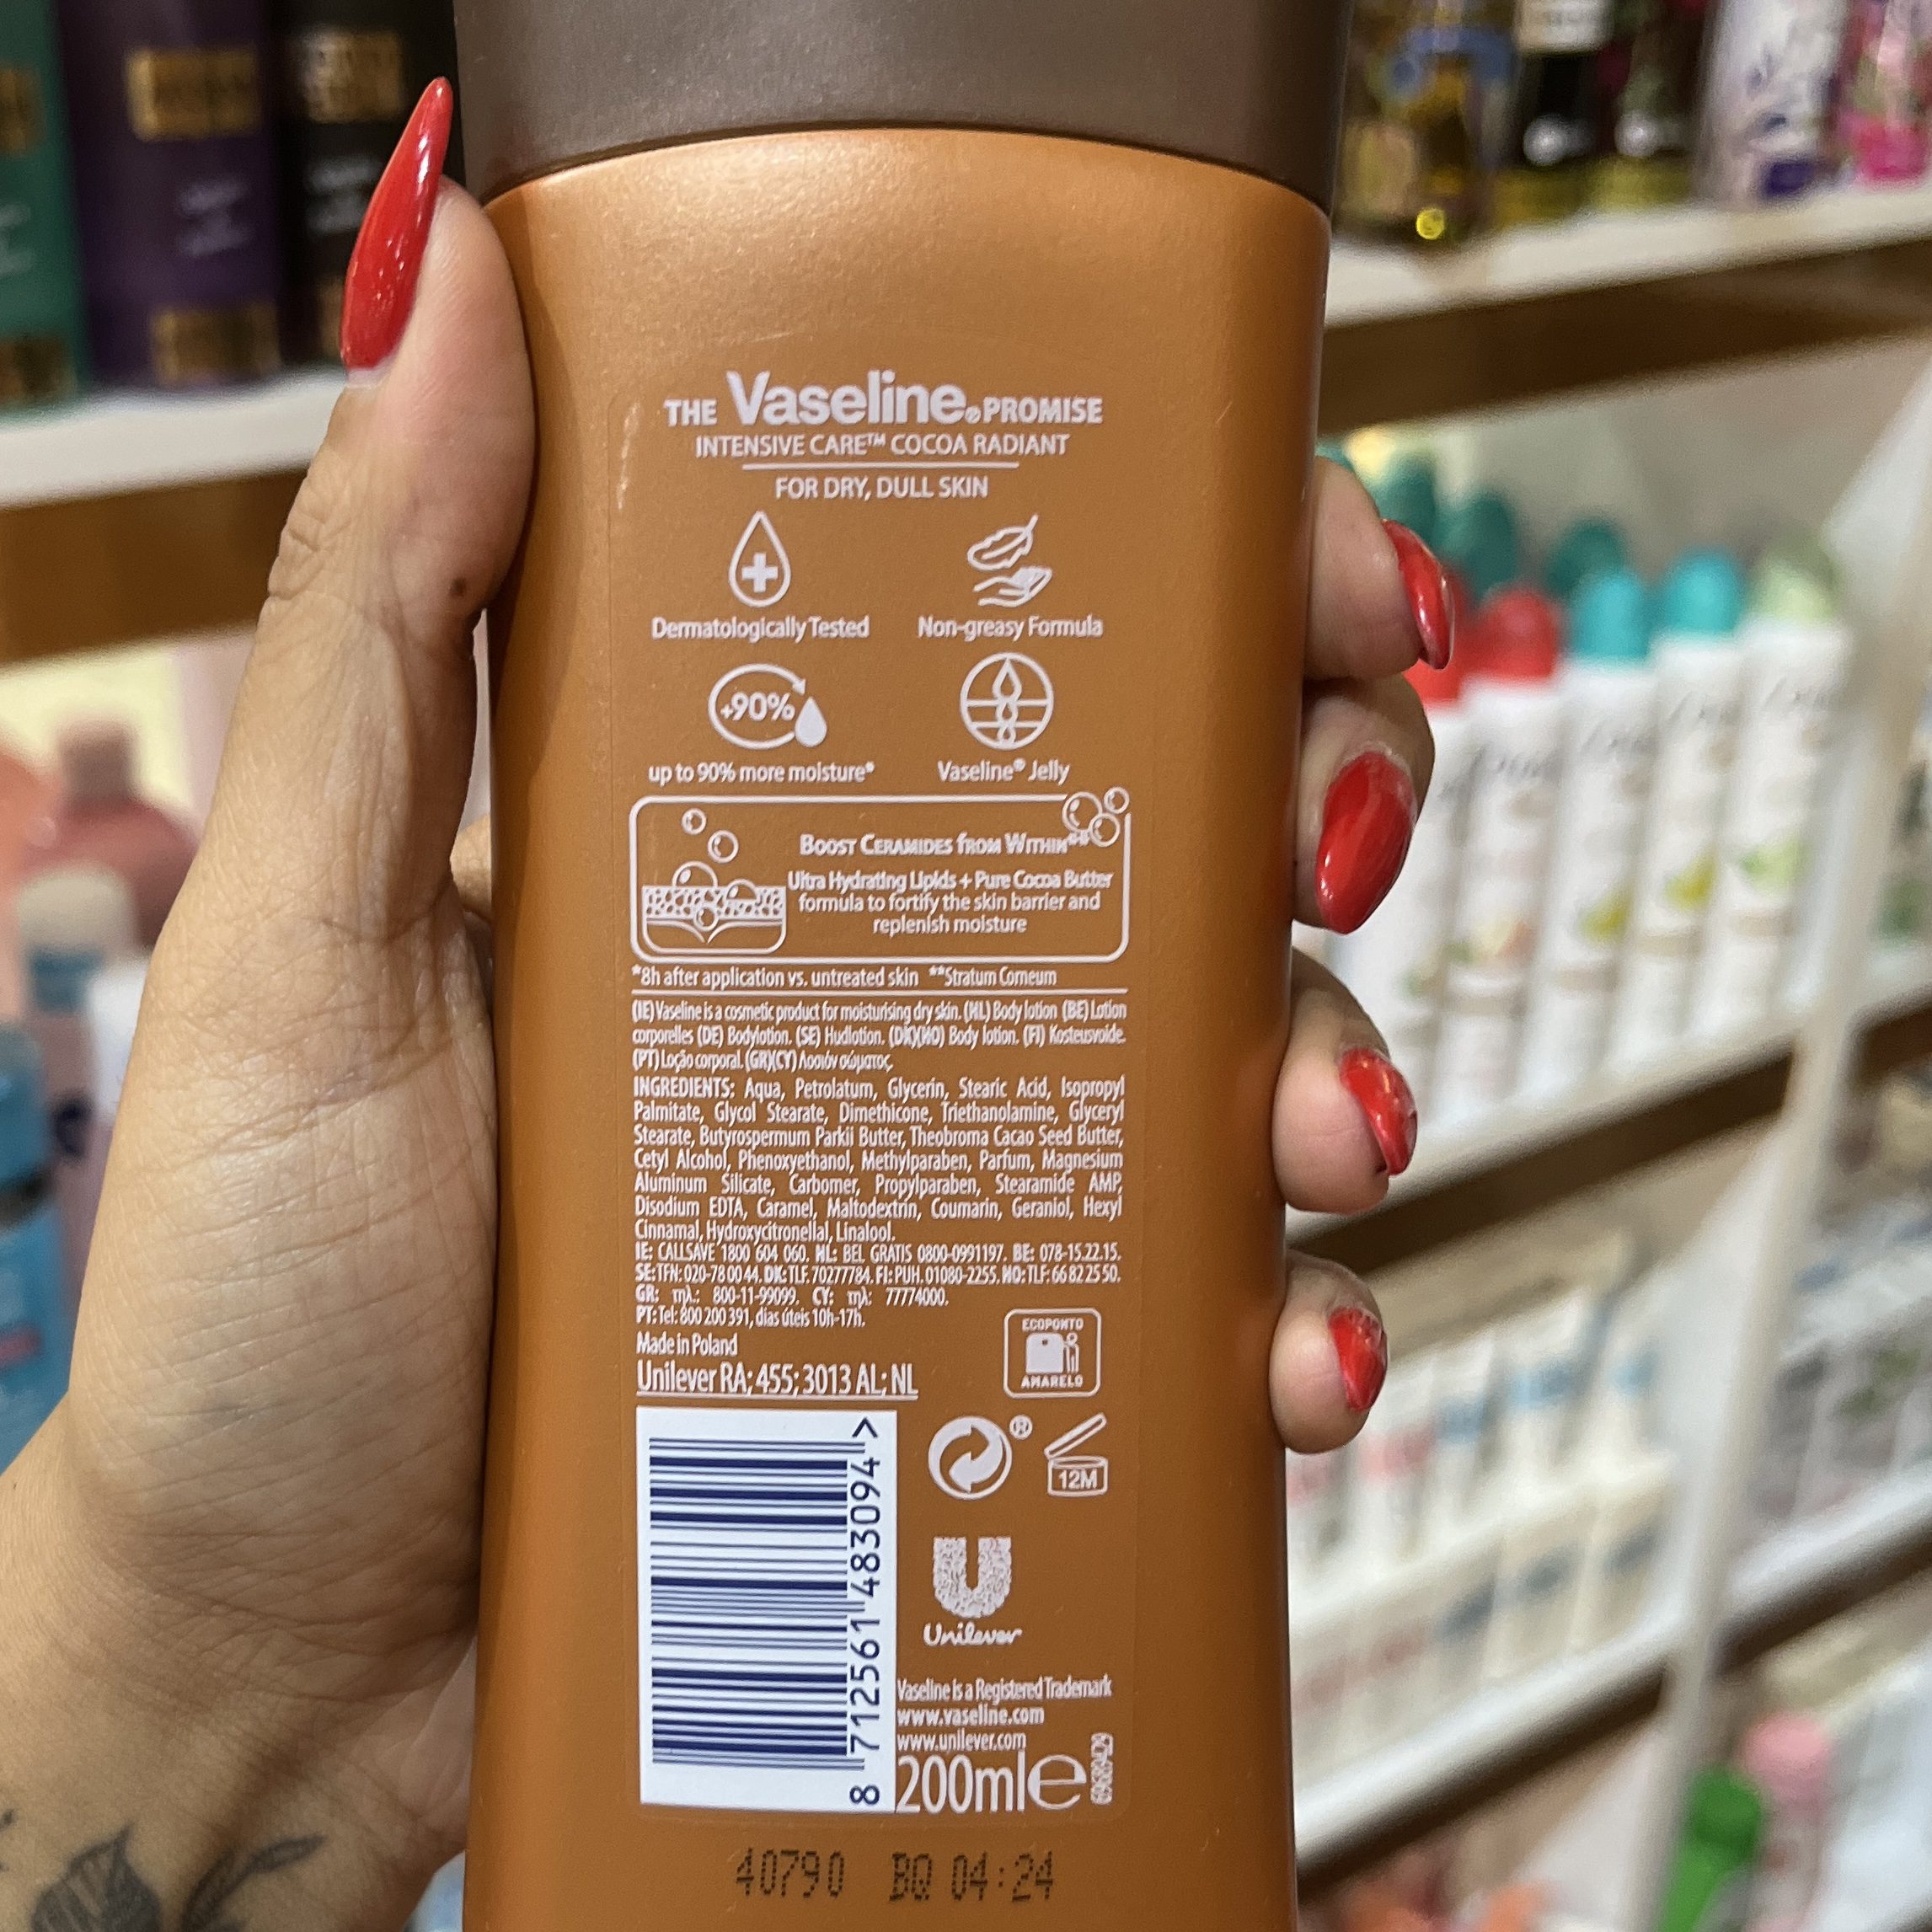 THE Vaseline® PROMISE
INTENSIVE CARE™ COCOA RADIANT
FOR DRY, DULL SKIN
Dermatologically Tested
Non-greasy Formula
+90%
up to 90% more moisture*
Vaseline® Jelly
BOOST CERAMIDES FROM WITHIN**
Ultra Hydrating Lipids + Pure Cocoa Butter
formula to fortify the skin barrier and
replenish moisture
*8h after application vs. untreated skin **Stratum Corneum
(IE) Vaseline is a cosmetic product for moisturising dry skin. (NL) Body lotion (BE) Lotion
corporelles (DE) Bodylotion. (SE) Hudlotion. (DK)(NO) Body lotion. (FI) Kosteusvoide.
(PT) Loção corporal. (GR)(CY) Λοσιόν σώματος.
INGREDIENTS: Aqua, Petrolatum, Glycerin, Stearic Acid, Isopropyl
Palmitate, Glycol Stearate, Dimethicone, Triethanolamine, Glyceryl
Stearate, Butyrospermum Parkii Butter, Theobroma Cacao Seed Butter,
Cetyl Alcohol, Phenoxyethanol, Methylparaben, Parfum, Magnesium
Aluminum Silicate, Carbomer, Propylparaben, Stearamide AMP,
Disodium EDTA, Caramel, Maltodextrin, Coumarin, Geraniol, Hexyl
Cinnamal, Hydroxycitronellal, Linalool.
IE: CALLSAVE 1800 604 060. NL: BEL GRATIS 0800-0991197. BE: 078-15.22.15.
SE: TFN: 020-78 00 44. DK: TLF. 70277784. FI: PUH. 01080-2255. NO: TLF: 66 82 25 50.
GR: τηλ.: 800-11-99099. CY: τηλ: 77774000.
PT: Tel: 800 200 391, dias úteis 10h-17h.
Made in Poland
Unilever RA; 455; 3013 AL; NL
ECOPONTO
AMARELO
8 712561 483094 >
®
12M
Unilever
Vaseline is a Registered Trademark
www.vaseline.com
www.unilever.com
200ml e
40790 BQ 04:24